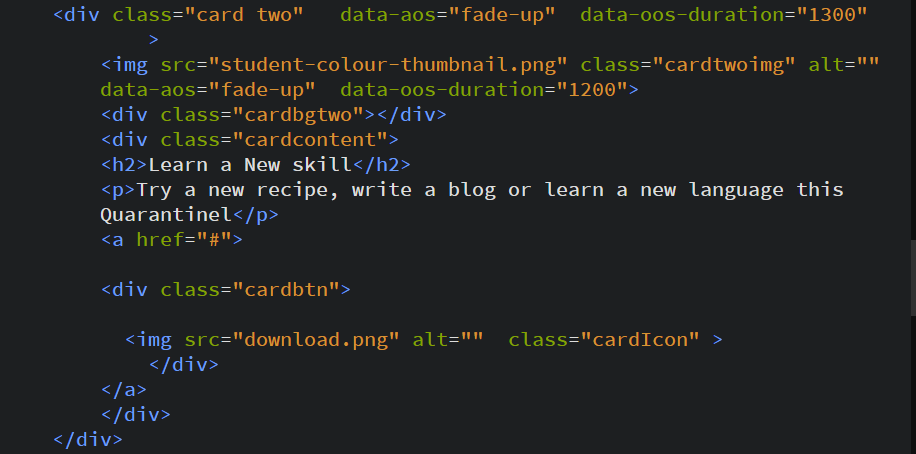 <div class="card two"   data-aos="fade-up"  data-oos-duration="1300"
>
<img src="student-colour-thumbnail.png" class="cardtwoimg" alt=""
data-aos="fade-up"  data-oos-duration="1200">
<div class="cardbgtwo"></div>
<div class="cardcontent">
<h2>Learn a New skill</h2>
<p>Try a new recipe, write a blog or learn a new language this
Quarantinel</p>
<a href="#">
<div class="cardbtn">
<img src="download.png" alt=""  class="cardIcon" >
</div>
</a>
</div>
</div>